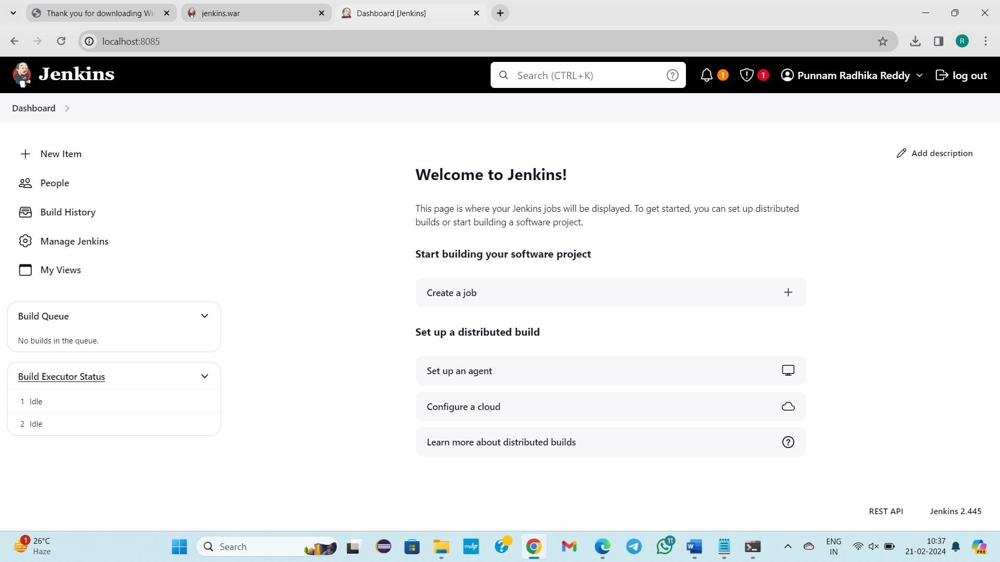 Thank you for downloading Wi
jenkins.war
Dashboard [Jenkins]
localhost:8085
R
Jenkins
Search (CTRL+K)
1
1
Punnam Radhika Reddy
log out
Dashboard
New Item
People
Build History
Manage Jenkins
My Views
Build Queue
No builds in the queue.
Build Executor Status
1 Idle
2 Idle
Add description
Welcome to Jenkins!
This page is where your Jenkins jobs will be displayed. To get started, you can set up distributed
builds or start building a software project.
Start building your software project
Create a job
Set up a distributed build
Set up an agent
Configure a cloud
Learn more about distributed builds
REST API
Jenkins 2.445
1
26°C
Haze
Search
myhp
11
ENG
IN
10:37
21-02-2024
PRE